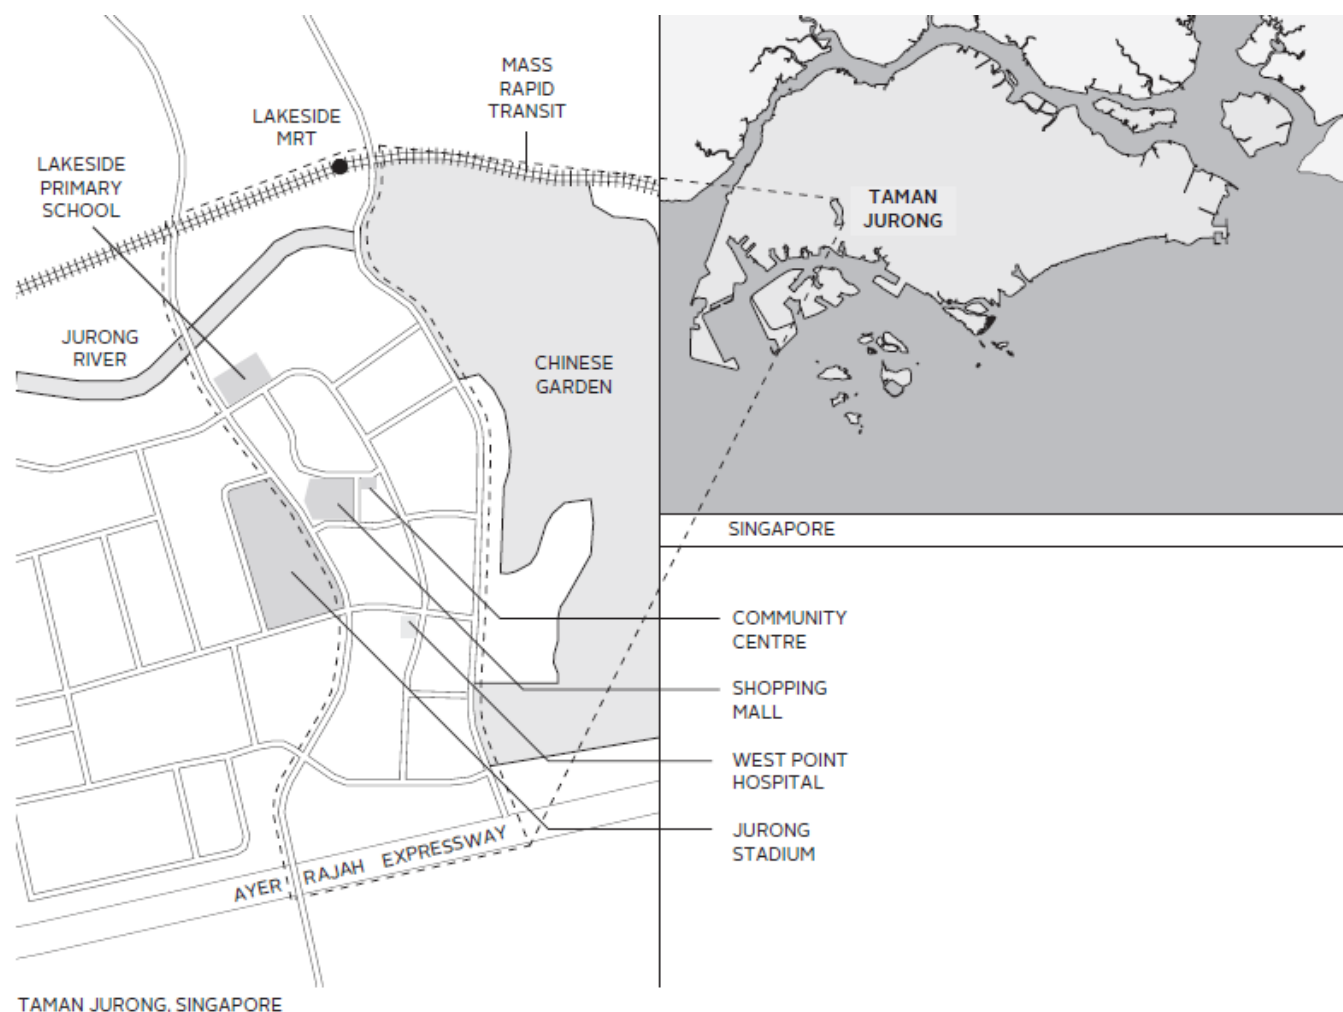 MASS
RAPID
TRANSIT
LAKESIDE
MRT
LAKESIDE
PRIMARY
SCHOOL
TAMAN
JURONG
JURONG
RIVER
CHINESE
GARDEN
SINGAPORE
COMMUNITY
CENTRE
SHOPPING
MALL
WEST POINT
HOSPITAL
JURONG
STADIUM
AYER RAJAH EXPRESSWAY
TAMAN JURONG, SINGAPORE